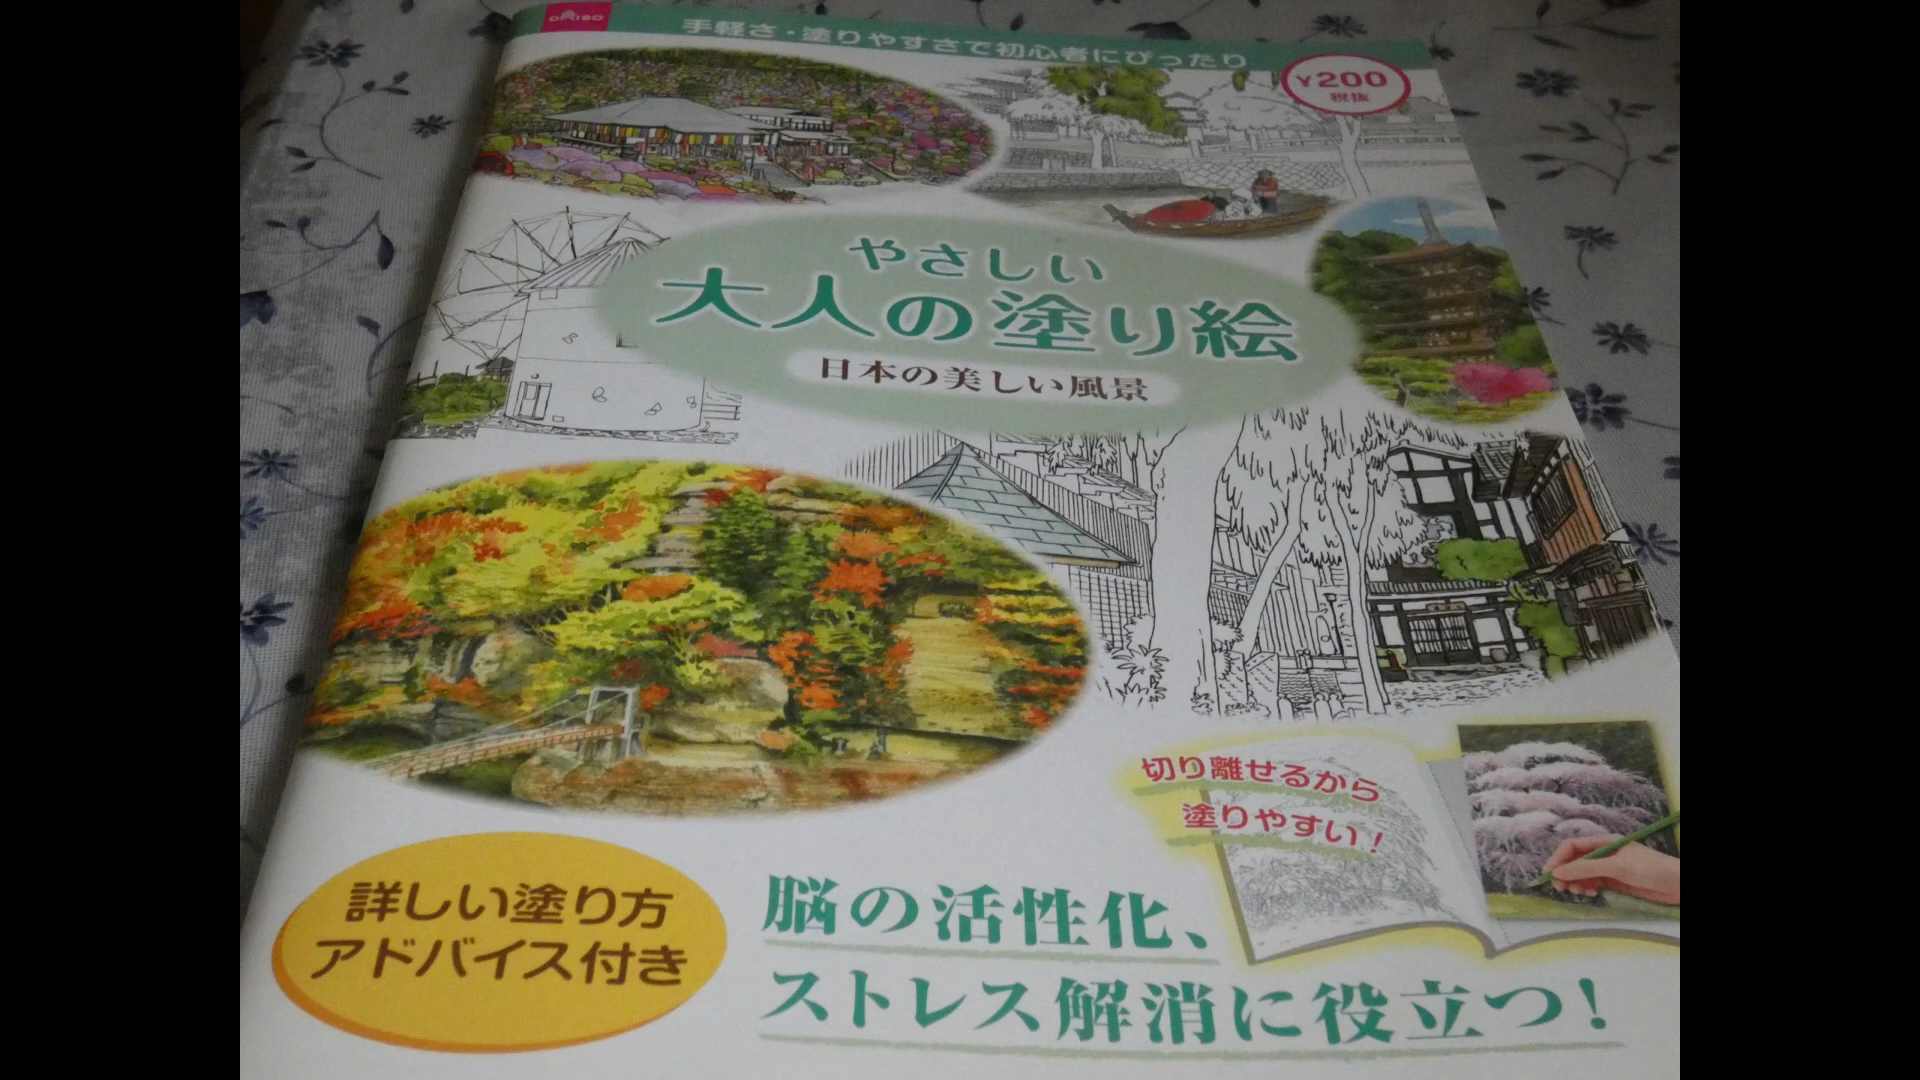 DAISO
手軽さ・塗りやすさで初心者にぴったり
¥200
税抜
やさしい
大人の塗り絵
日本の美しい風景
切り離せるから
塗りやすい!
詳しい塗り方
アドバイス付き
脳の活性化、
ストレス解消に役立つ!